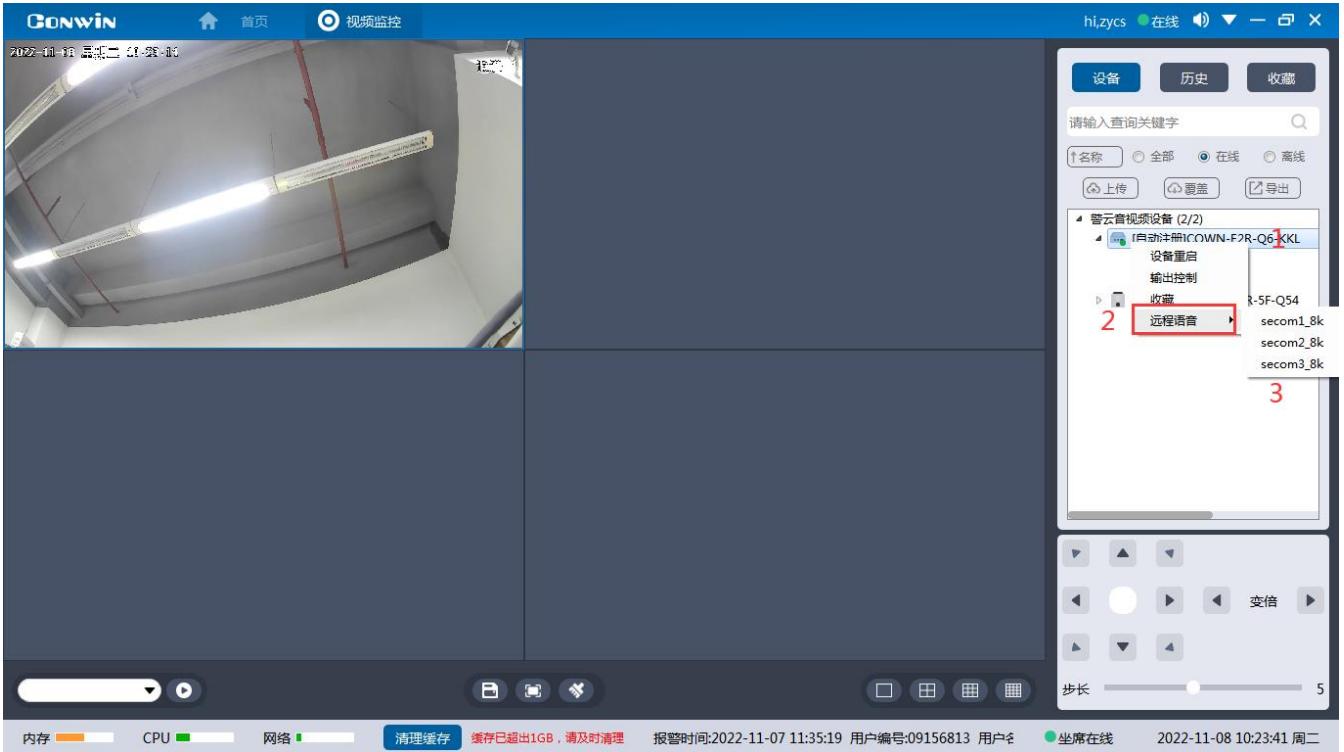 CONWIN 首页 视频监控 hi,zycs 在线
设备 历史 收藏
请输入查询关键字
↑名称 全部 在线 离线
上传 覆盖 导出
警云音视频设备 (2/2)
[自动注册]COWN-F2R-Q6-KKL 1
设备重启
输出控制
收藏 R-5F-Q54
2 远程语音 secom1_8k
secom2_8k
secom3_8k
3
变倍
步长 5
内存 CPU 网络 清理缓存 缓存已超出1GB，请及时清理 报警时间:2022-11-07 11:35:19 用户编号:09156813 坐席在线 2022-11-08 10:23:41 周二